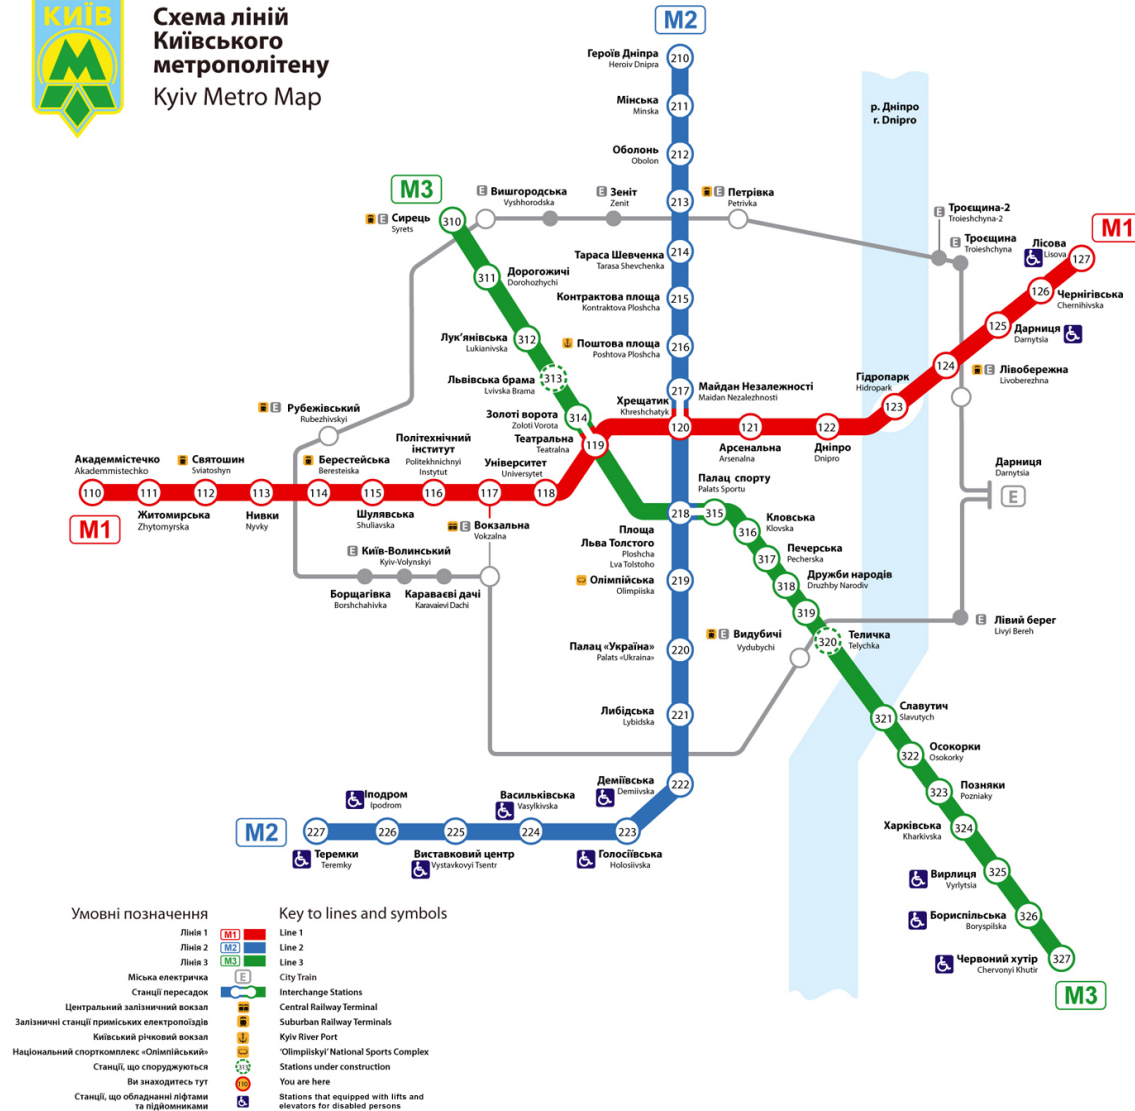 КИЇВ
Схема ліній
Київського
метрополітену
Kyiv Metro Map
M2
Героїв Дніпра
Heroiv Dnipra
210
Мінська
Minska
211
Оболонь
Obolon
212
213
Тараса Шевченка
Tarasa Shevchenka
214
Контрактова площа
Kontraktova Ploshcha
215
Поштова площа
Poshtova Ploshcha
216
217
Майдан Незалежності
Maidan Nezalezhnosti
Хрещатик
Khreshchatyk
120
р. Дніпро
r. Dnipro
M3
E Сирець
Syrets
310
E Вишгородська
Vyshhorodska
E Зеніт
Zenit
E Петрівка
Petrivka
E Троєщина-2
Troieshchyna-2
E Троєщина
Troieshchyna
M1
Лісова
Lisova
127
126
Чернігівська
Chernihivska
125
Дарниця
Darnytsia
124
E Лівобережна
Livoberezhna
Гідропарк
Hidropark
123
122
Дніпро
Dnipro
121
Арсенальна
Arsenalna
311
Дорогожичі
Dorohozhychi
Лук’янівська
Lukianivska
312
Львівська брама
Lvivska Brama
313
Золоті ворота
Zoloti Vorota
314
Театральна
Teatralna
119
E Рубежівський
Rubezhivskyi
Академмістечко
Akademmistechko
110
Святошин
Sviatoshyn
Берестейська
Beresteiska
Політехнічний
інститут
Politekhnichnyi
Instytut
Університет
Universytet
111
112
113
114
115
116
117
118
M1
Житомирська
Zhytomyrska
Нивки
Nyvky
Шулявська
Shuliavska
E Вокзальна
Vokzalna
E Київ-Волинський
Kyiv-Volynskyi
Борщагівка
Borshchahivka
Караваєві дачі
Karavaievi Dachi
Палац спорту
Palats Sportu
218
315
Площа
Льва Толстого
Ploshcha
Lva Tolstoho
316
Кловська
Klovska
317
Печерська
Pecherska
318
Дружби народів
Druzhby Narodiv
319
E Видубичі
Vydubychi
320
Теличка
Telychka
Дарниця
Darnytsia
E
E Лівий берег
Livyi Bereh
Олімпійська
Olimpiiska
219
Палац «Україна»
Palats «Ukraina»
220
Либідська
Lybidska
221
Деміївська
Demiivska
222
321
Славутич
Slavutych
322
Осокорки
Osokorky
323
Позняки
Pozniaky
Харківська
Kharkivska
324
Вирлиця
Vyrlytsia
325
Бориспільська
Boryspilska
326
Червоний хутір
Chervonyi Khutir
327
M3
Іподром
Ipodrom
Васильківська
Vasylkivska
M2
227
226
225
224
223
Теремки
Teremky
Виставковий центр
Vystavkovyi Tsentr
Голосіївська
Holosiivska
Умовні позначення
Key to lines and symbols
Лінія 1 M1 Line 1
Лінія 2 M2 Line 2
Лінія 3 M3 Line 3
Міська електричка E City Train
Станції пересадок Interchange Stations
Центральний залізничний вокзал Central Railway Terminal
Залізничні станції приміських електропоїздів Suburban Railway Terminals
Київський річковий вокзал Kyiv River Port
Національний спорткомплекс «Олімпійський» ‘Olimpiiskyi’ National Sports Complex
Станції, що споруджуються 313 Stations under construction
Ви знаходитесь тут 110 You are here
Станції, що обладнанні ліфтами
та підйомниками
Stations that equipped with lifts and
elevators for disabled persons